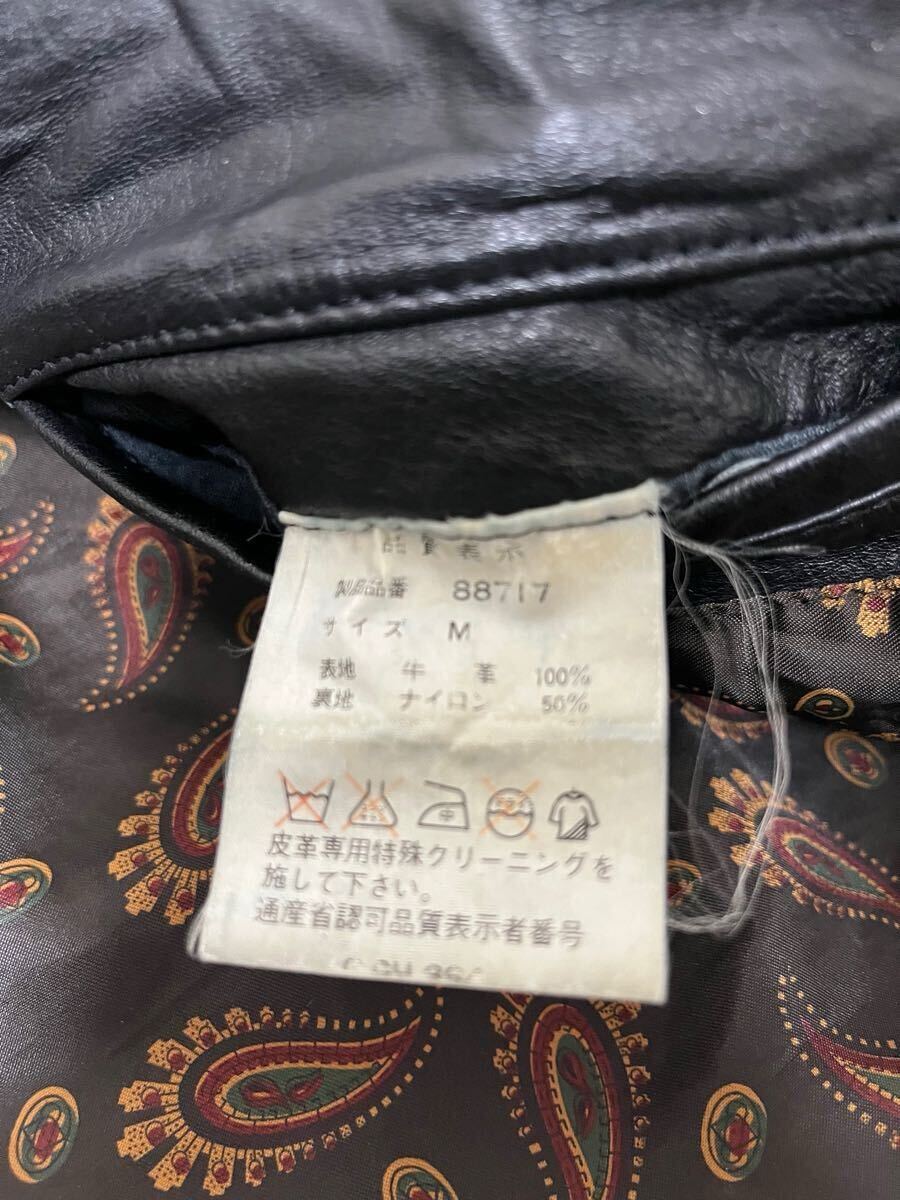 品質表示
製品品番 88717
サイズ M
表地 牛革 100%
裏地 ナイロン 50%
中
皮革専用特殊クリーニングを
施して下さい。
通産省認可品質表示者番号